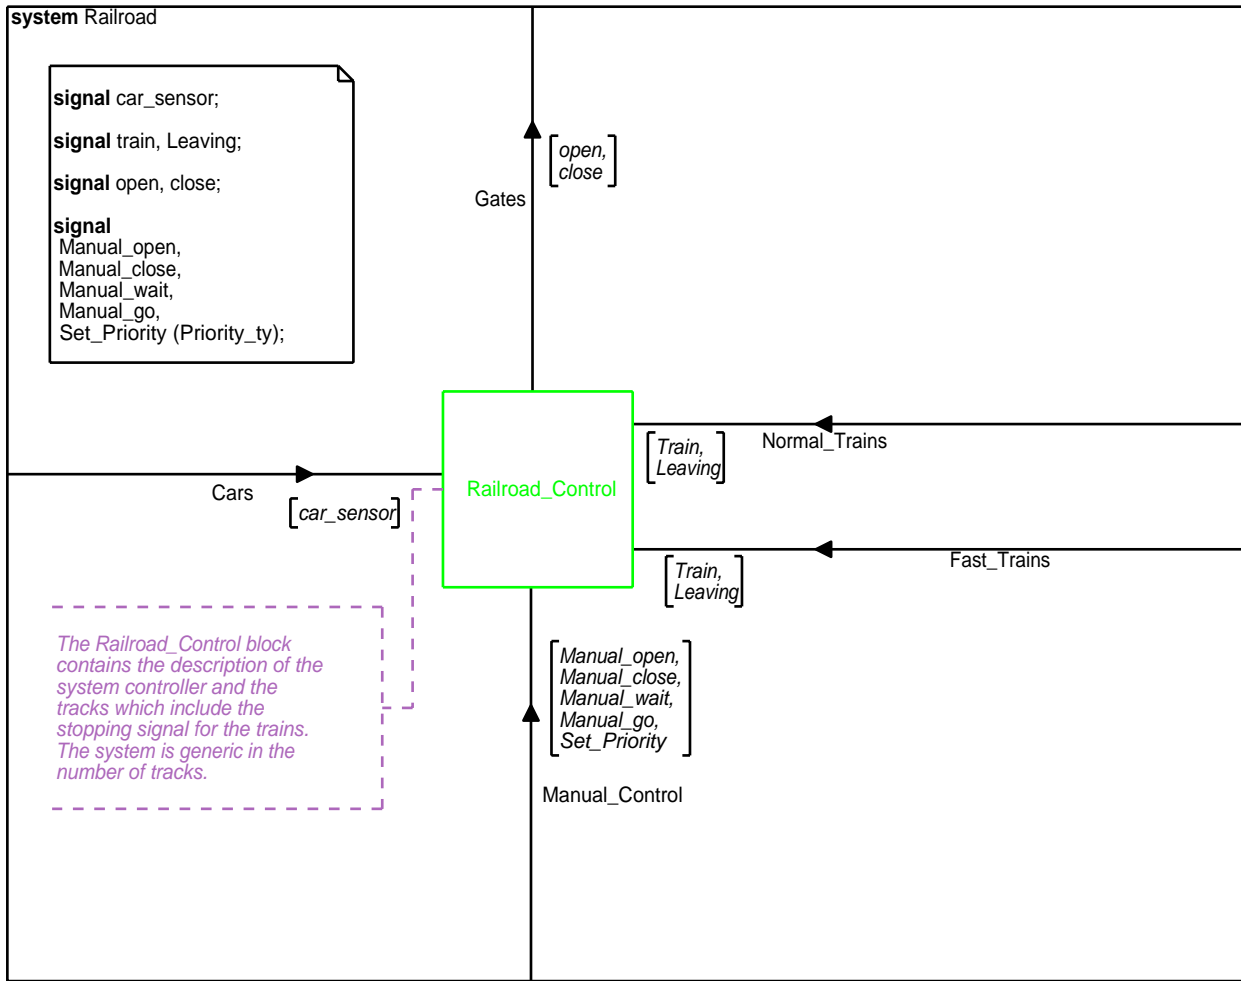 system Railroad
signal car_sensor;
signal train, Leaving;
signal open, close;
signal
Manual_open,
Manual_close,
Manual_wait,
Manual_go,
Set_Priority (Priority_ty);
open,
close
Gates
Train,
Leaving
Normal_Trains
Cars
car_sensor
Railroad_Control
Train,
Leaving
Fast_Trains
The Railroad_Control block
contains the description of the
system controller and the
tracks which include the
stopping signal for the trains.
The system is generic in the
number of tracks.
Manual_open,
Manual_close,
Manual_wait,
Manual_go,
Set_Priority
Manual_Control